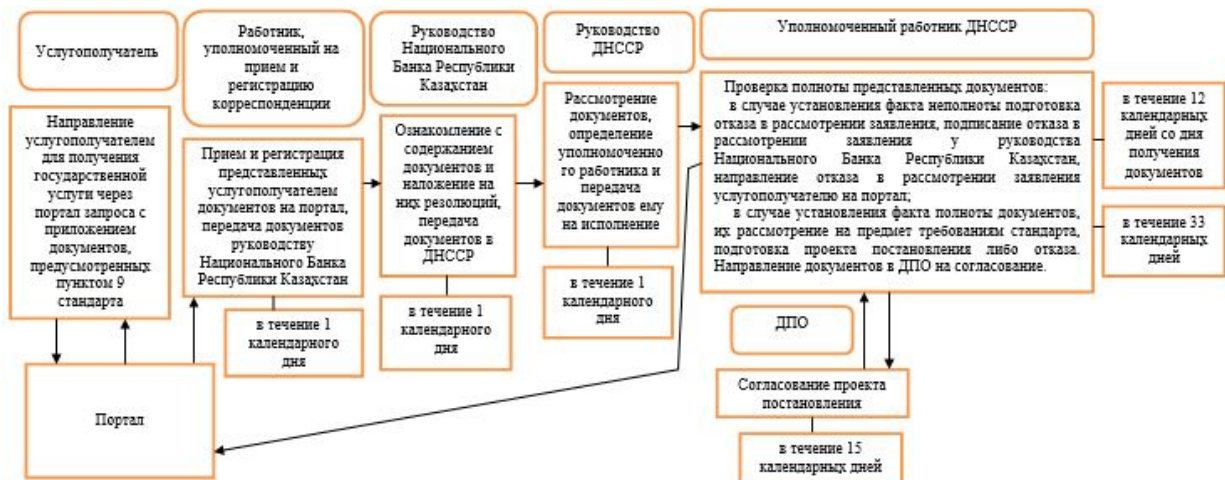 Услугополучатель
Работник,
уполномоченный на
прием и
регистрацию
корреспонденции
Руководство
Национального
Банка Республики
Казахстан
Руководство
ДНССР
Уполномоченный работник ДНССР
Направление
услугополучателем
для получения
государственной
услуги через
портал запроса с
приложением
документов,
предусмотренных
пунктом 9
стандарта
Прием и регистрация
представленных
услугополучателем
документов на портал,
передача документов
руководству
Национального Банка
Республики Казахстан
Ознакомление с
содержанием
документов и
наложение на
них резолюций,
передача
документов в
ДНССР
Рассмотрение
документов,
определение
уполномоченно
го работника и
передача
документов ему
на исполнение
Проверка полноты представленных документов:
в случае установления факта неполноты подготовка
отказа в рассмотрении заявления, подписание отказа в
рассмотрении заявления у руководства
Национального Банка Республики Казахстан,
направление отказа в рассмотрении заявления
услугополучателю на портал;
в случае установления факта полноты документов,
их рассмотрение на предмет требованиям стандарта,
подготовка проекта постановления либо отказа.
Направление документов в ДПО на согласование.
в течение 12
календарных
дней со дня
получения
документов
в течение 33
календарных
дней
в течение 1
календарного
дня
в течение 1
календарного
дня
в течение 1
календарного
дня
ДПО
Портал
Согласование проекта
постановления
в течение 15
календарных дней